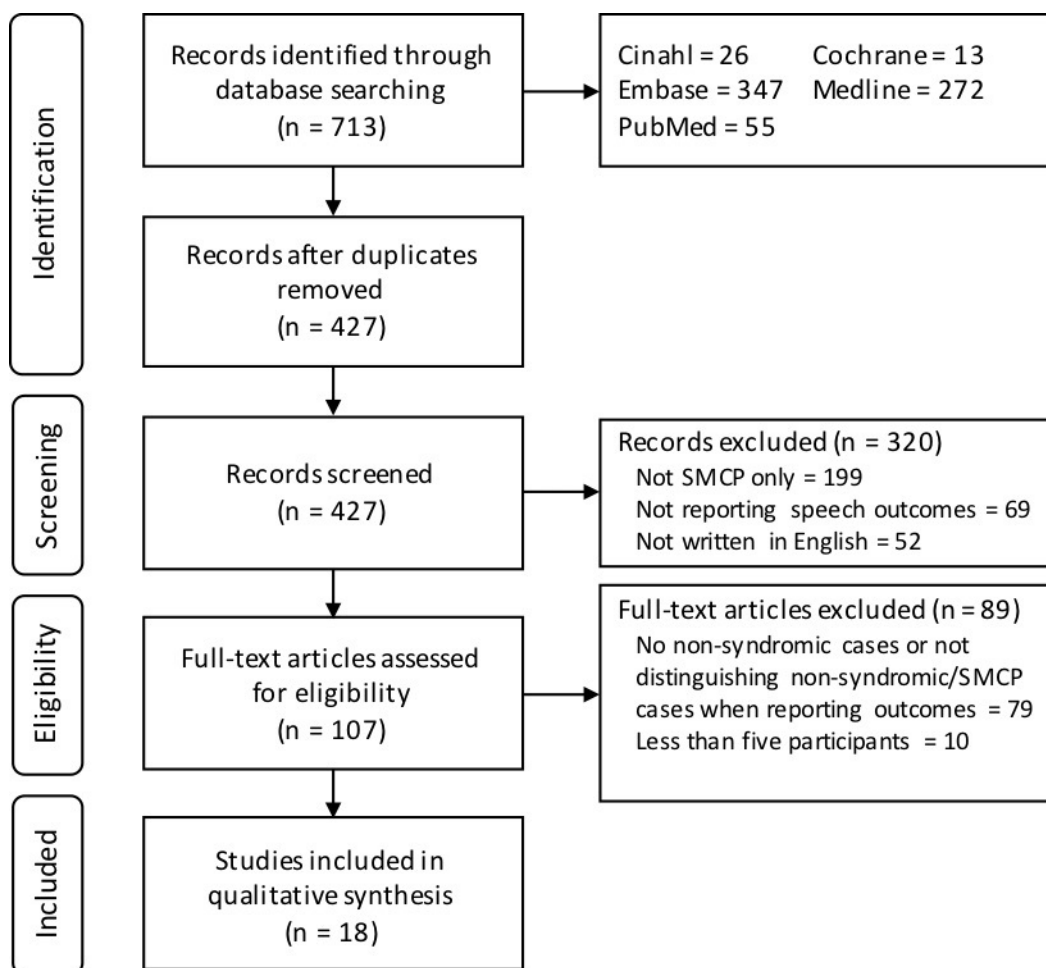 Identification
Records identified through
database searching
(n = 713)
Cinahl = 26 Cochrane = 13
Embase = 347 Medline = 272
PubMed = 55
Records after duplicates
removed
(n = 427)
Screening
Records screened
(n = 427)
Records excluded (n = 320)
Not SMCP only = 199
Not reporting speech outcomes = 69
Not written in English = 52
Eligibility
Full-text articles assessed
for eligibility
(n = 107)
Full-text articles excluded (n = 89)
No non-syndromic cases or not
distinguishing non-syndromic/SMCP
cases when reporting outcomes = 79
Less than five participants = 10
Included
Studies included in
qualitative synthesis
(n = 18)